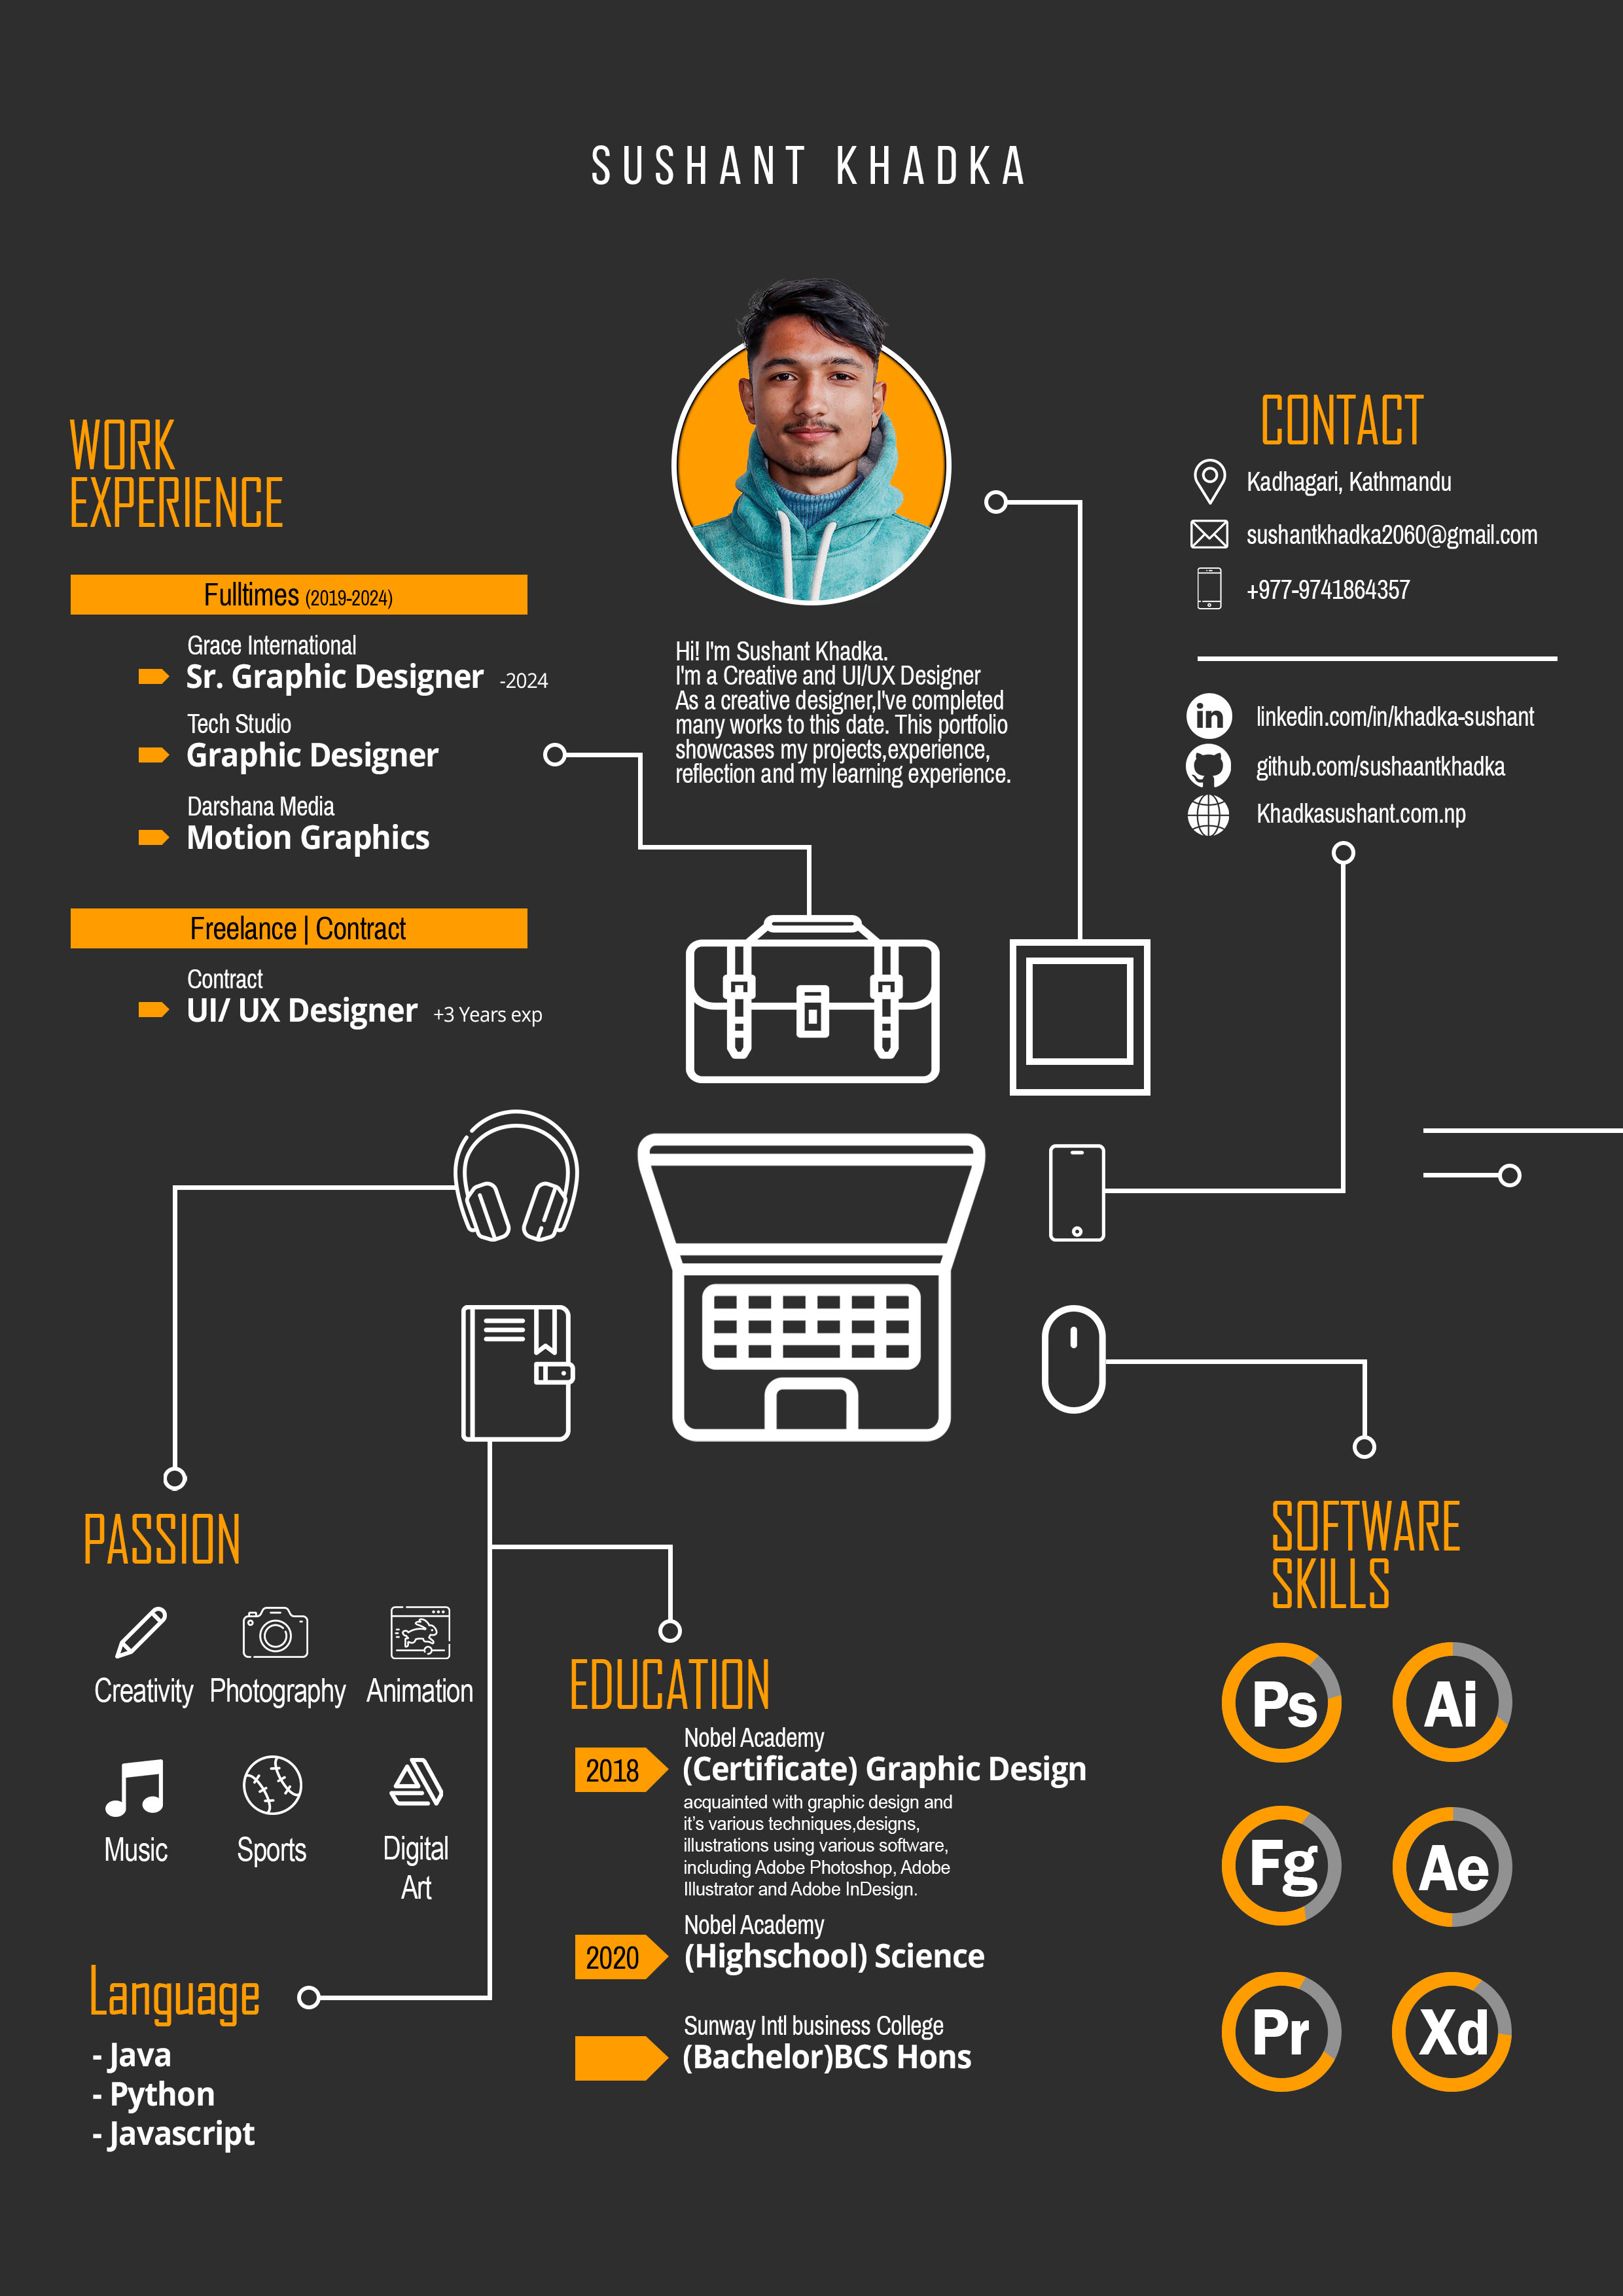 SUSHANT KHADKA
WORK
EXPERIENCE
Fulltimes (2019-2024)
Grace International
Sr. Graphic Designer -2024
Tech Studio
Graphic Designer
Darshana Media
Motion Graphics
Freelance | Contract
Contract
UI/ UX Designer +3 Years exp
Hi! I'm Sushant Khadka.
I'm a Creative and UI/UX Designer
As a creative designer,I've completed
many works to this date. This portfolio
showcases my projects,experience,
reflection and my learning experience.
CONTACT
Kadhagari, Kathmandu
sushantkhadka2060@gmail.com
+977-9741864357
in linkedin.com/in/khadka-sushant
github.com/sushaantkhadka
Khadkasushant.com.np
PASSION
Creativity Photography Animation
Music Sports Digital
Art
Language
- Java
- Python
- Javascript
EDUCATION
Nobel Academy
2018 (Certificate) Graphic Design
acquainted with graphic design and
it's various techniques,designs,
illustrations using various software,
including Adobe Photoshop, Adobe
Illustrator and Adobe InDesign.
Nobel Academy
2020 (Highschool) Science
Sunway Intl business College
(Bachelor)BCS Hons
SOFTWARE
SKILLS
Ps Ai
Fg Ae
Pr Xd